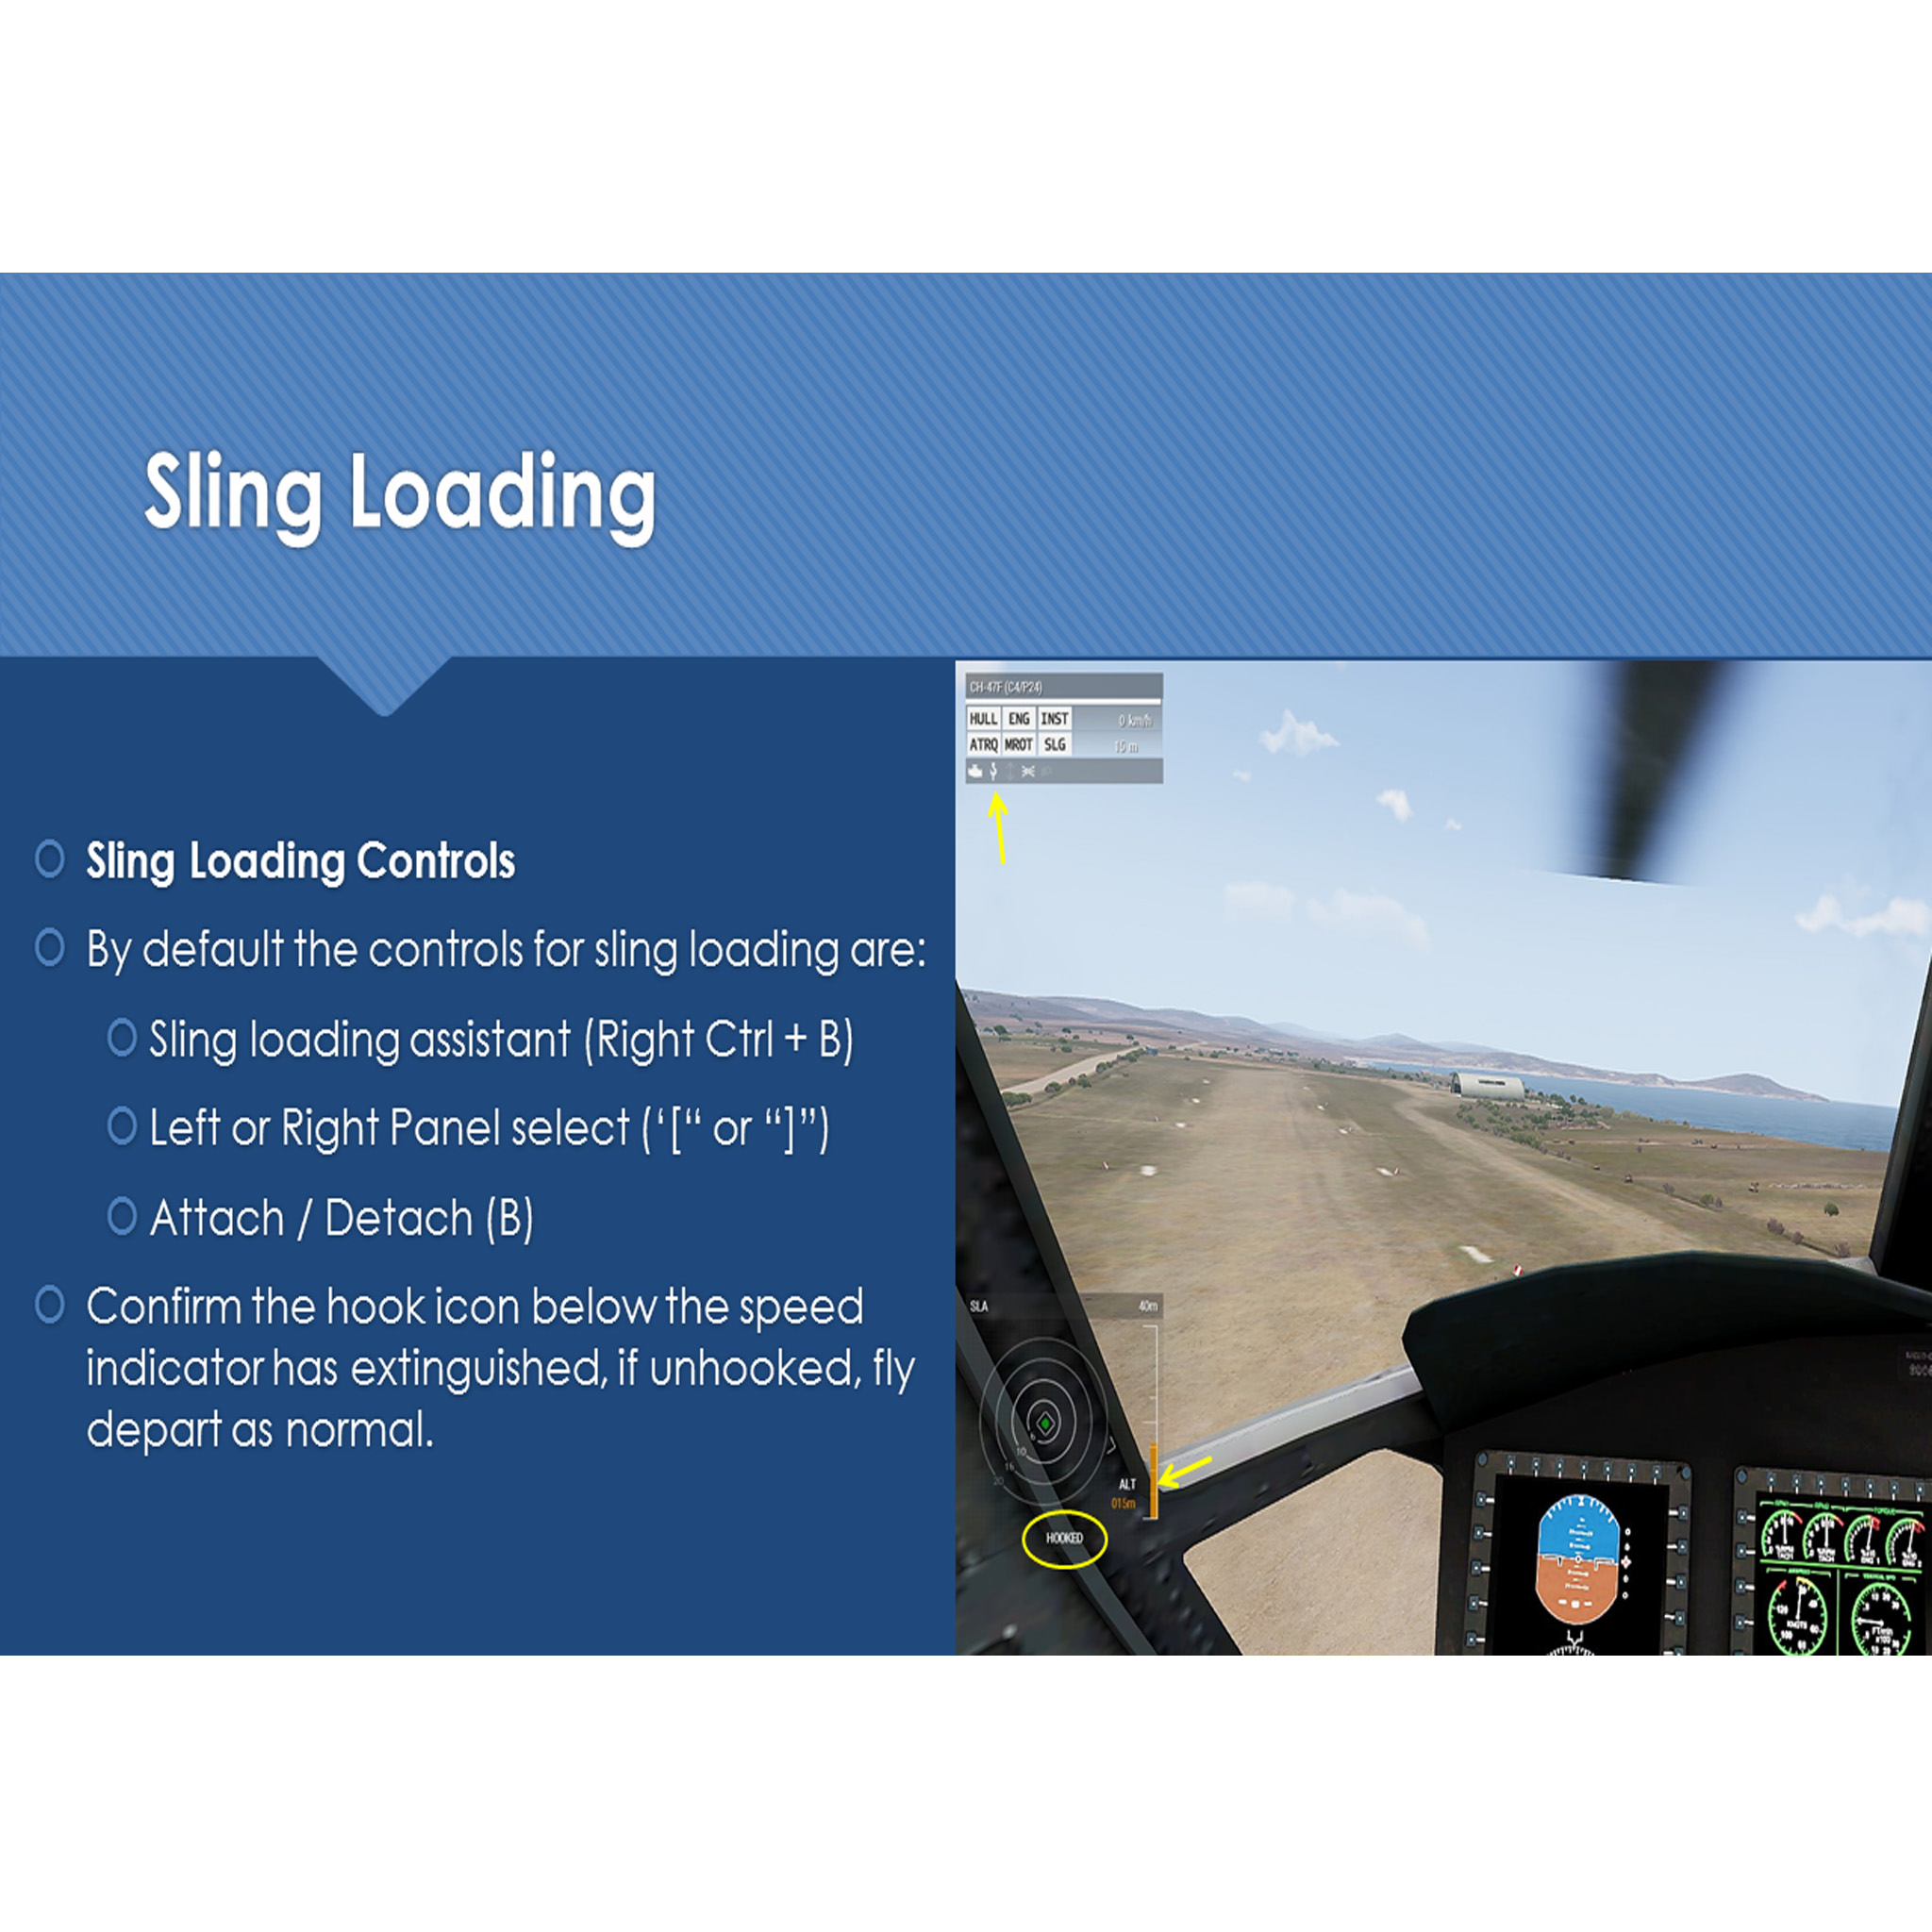 Sling Loading
Sling Loading Controls
By default the controls for sling loading are:
Sling loading assistant (Right Ctrl + B)
Left or Right Panel select (‘[“ or “]”)
Attach / Detach (B)
Confirm the hook icon below the speed
indicator has extinguished, if unhooked, fly
depart as normal.
CH-47F (C4/P24)
HULL ENG INST 0 km/h
ATRQ MROT SLG 15 m
SLA 40m
10
16
20
ALT
015m
HOOKED